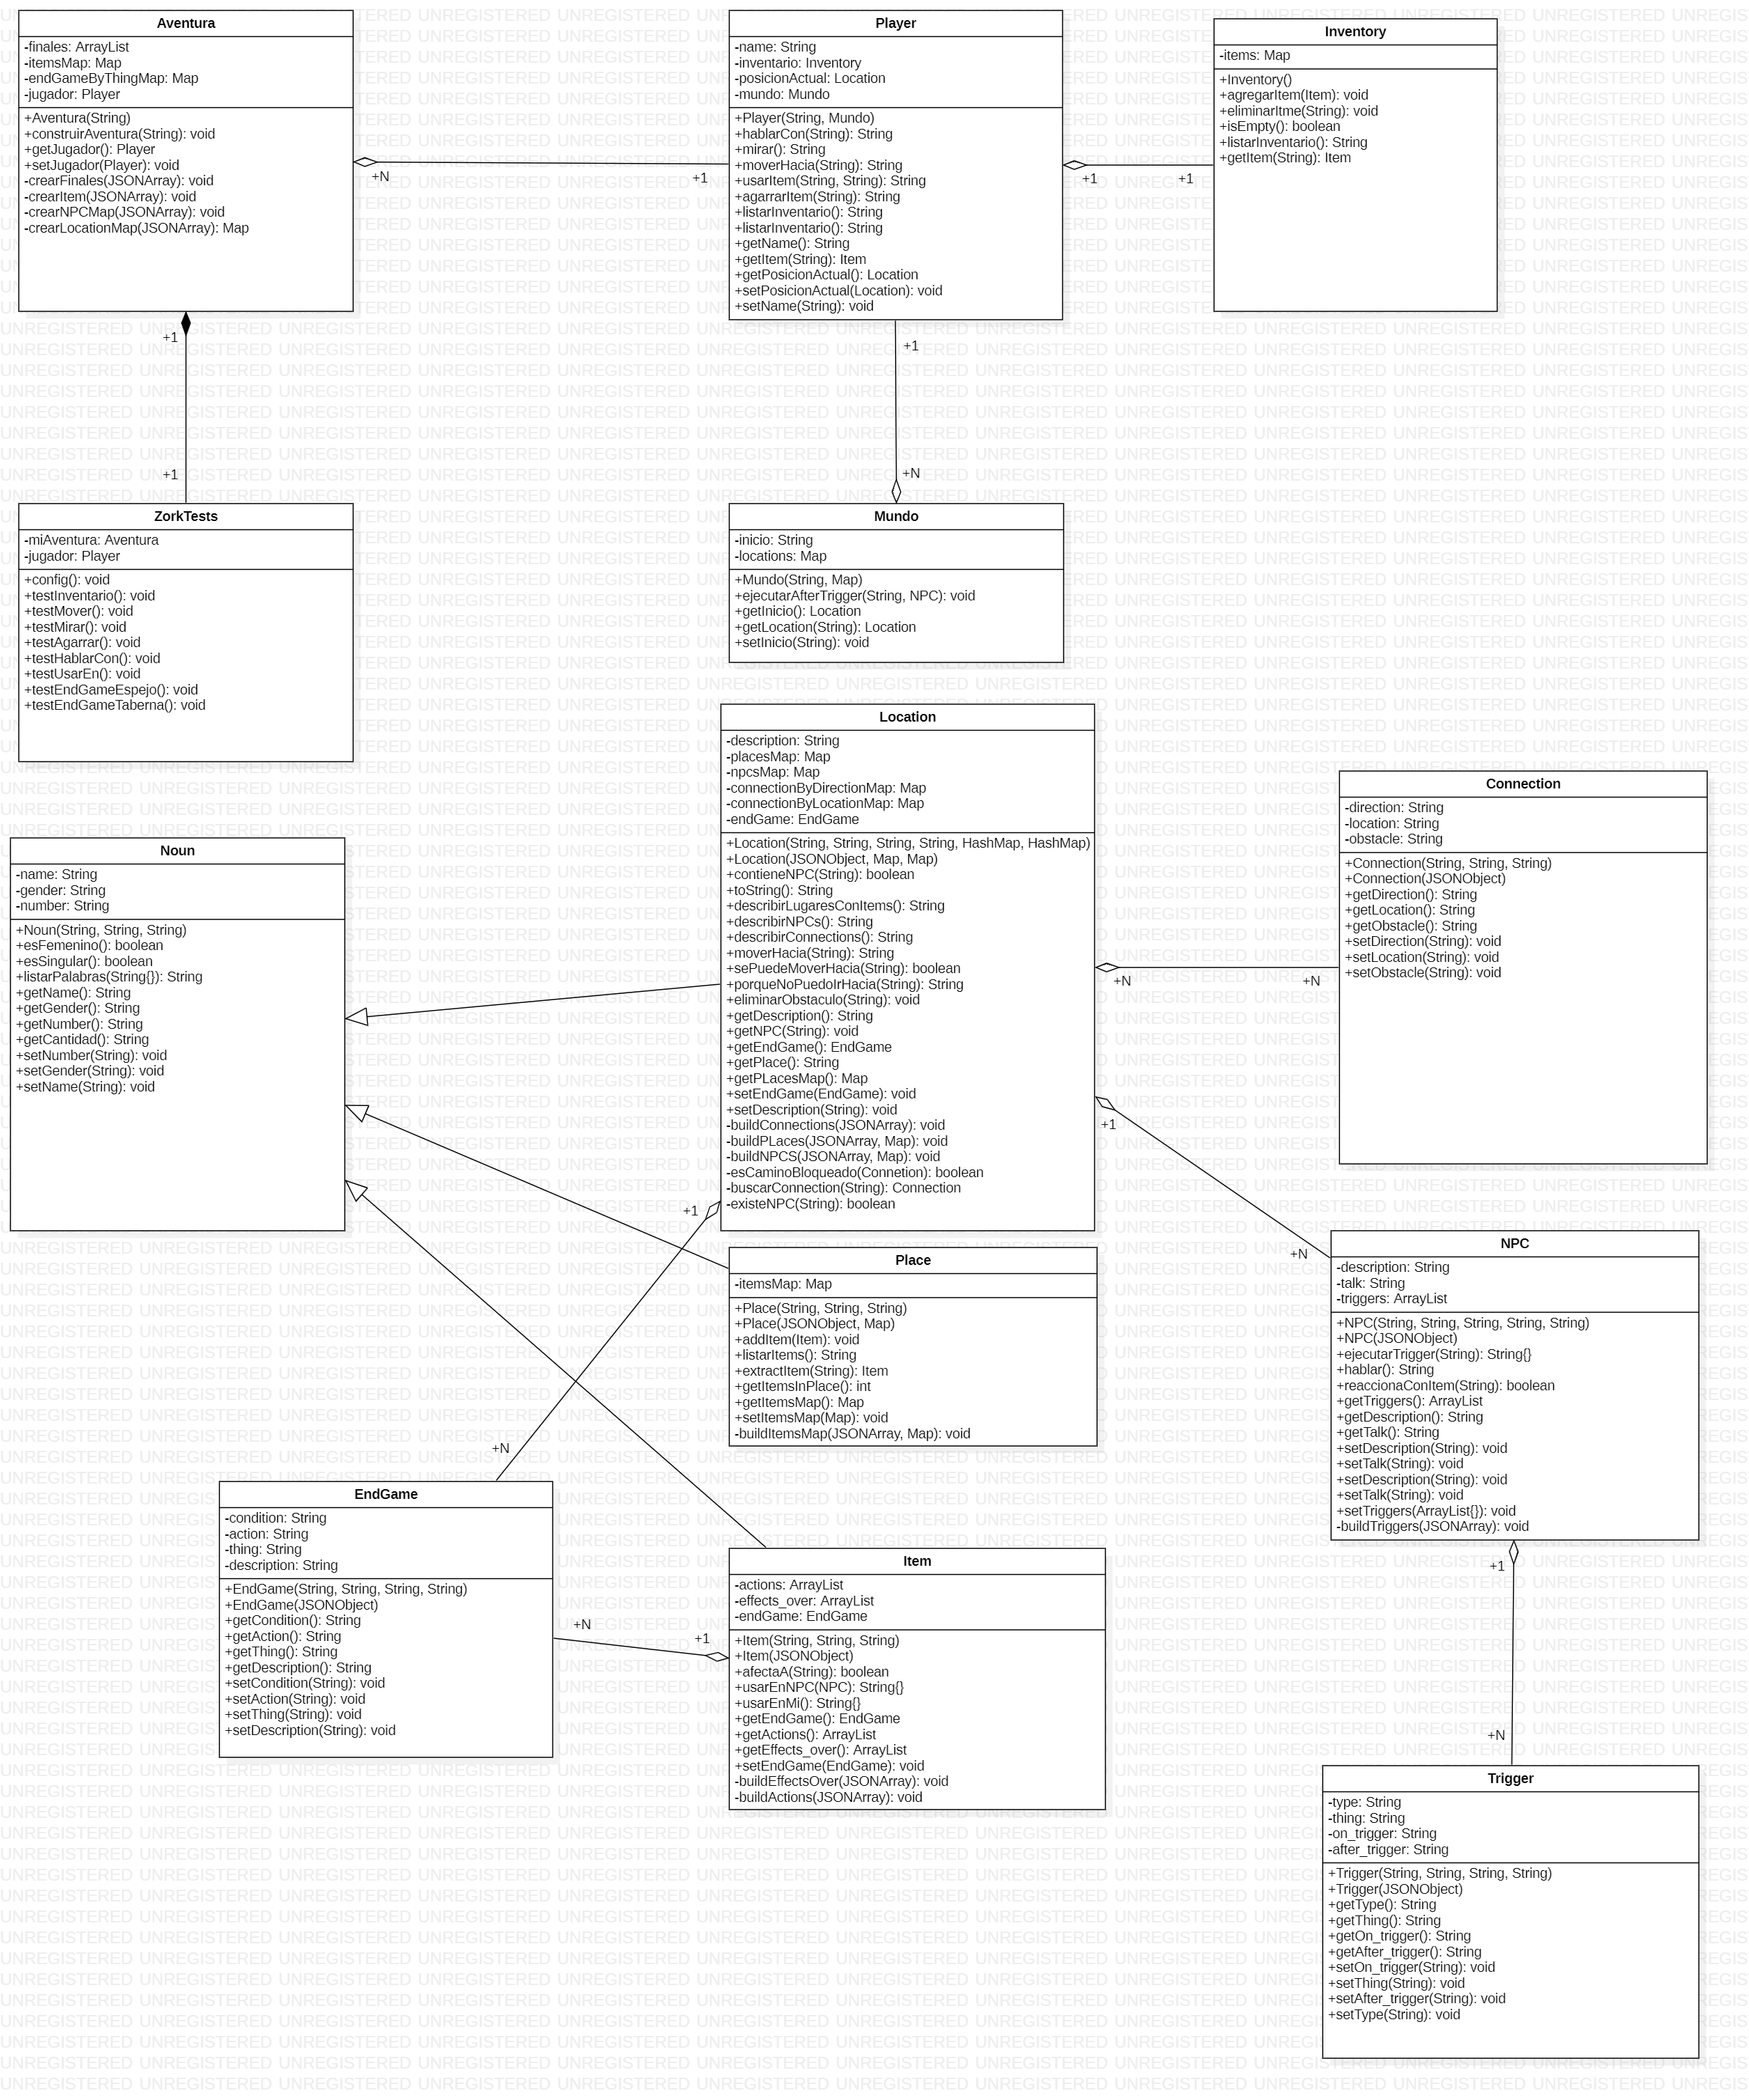 Aventura
-finales: ArrayList
-itemsMap: Map
-endGameByThingMap: Map
-jugador: Player
+Aventura(String)
+construirAventura(String): void
+getJugador(): Player
+setJugador(Player): void
-crearFinales(JSONArray): void
-crearItem(JSONArray): void
-crearNPCMap(JSONArray): void
-crearLocationMap(JSONArray): Map
+N
+1
Player
-name: String
-inventario: Inventory
-posicionActual: Location
-mundo: Mundo
+Player(String, Mundo)
+hablarCon(String): String
+mirar(): String
+moverHacia(String): String
+usarItem(String, String): String
+agarrarItem(String): String
+listarInventario(): String
+listarInventario(): String
+getName(): String
+getItem(String): Item
+getPosicionActual(): Location
+setPosicionActual(Location): void
+setName(String): void
+1
+1
Inventory
-items: Map
+Inventory()
+agregarItem(Item): void
+eliminarItme(String): void
+isEmpty(): boolean
+listarInventario(): String
+getItem(String): Item
+1
+1
+1
+N
ZorkTests
-miAventura: Aventura
-jugador: Player
+config(): void
+testInventario(): void
+testMover(): void
+testMirar(): void
+testAgarrar(): void
+testHablarCon(): void
+testUsarEn(): void
+testEndGameEspejo(): void
+testEndGameTaberna(): void
Mundo
-inicio: String
-locations: Map
+Mundo(String, Map)
+ejecutarAfterTrigger(String, NPC): void
+getInicio(): Location
+getLocation(String): Location
+setInicio(String): void
Location
-description: String
-placesMap: Map
-npcsMap: Map
-connectionByDirectionMap: Map
-connectionByLocationMap: Map
-endGame: EndGame
+Location(String, String, String, String, HashMap, HashMap)
+Location(JSONObject, Map, Map)
+contieneNPC(String): boolean
+toString(): String
+describirLugaresConItems(): String
+describirNPCs(): String
+describirConnections(): String
+moverHacia(String): String
+sePuedeMoverHacia(String): boolean
+porqueNoPuedoIrHacia(String): String
+eliminarObstaculo(String): void
+getDescription(): String
+getNPC(String): void
+getEndGame(): EndGame
+getPlace(): String
+getPLacesMap(): Map
+setEndGame(EndGame): void
+setDescription(String): void
-buildConnections(JSONArray): void
-buildPLaces(JSONArray, Map): void
-buildNPCS(JSONArray, Map): void
-esCaminoBloqueado(Connetion): boolean
-buscarConnection(String): Connection
-existeNPC(String): boolean
Connection
-direction: String
-location: String
-obstacle: String
+Connection(String, String, String)
+Connection(JSONObject)
+getDirection(): String
+getLocation(): String
+getObstacle(): String
+setDirection(String): void
+setLocation(String): void
+setObstacle(String): void
+N
+N
Noun
-name: String
-gender: String
-number: String
+Noun(String, String, String)
+esFemenino(): boolean
+esSingular(): boolean
+listarPalabras(String{}): String
+getName(): String
+getGender(): String
+getNumber(): String
+getCantidad(): String
+setNumber(String): void
+setGender(String): void
+setName(String): void
+1
+N
+1
+N
Place
-itemsMap: Map
+Place(String, String, String)
+Place(JSONObject, Map)
+addItem(Item): void
+listarItems(): String
+extractItem(String): Item
+getItemsInPlace(): int
+getItemsMap(): Map
+setItemsMap(Map): void
-buildItemsMap(JSONArray, Map): void
NPC
-description: String
-talk: String
-triggers: ArrayList
+NPC(String, String, String, String, String)
+NPC(JSONObject)
+ejecutarTrigger(String): String{}
+hablar(): String
+reaccionaConItem(String): boolean
+getTriggers(): ArrayList
+getDescription(): String
+getTalk(): String
+setDescription(String): void
+setTalk(String): void
+setDescription(String): void
+setTalk(String): void
+setTriggers(ArrayList{}): void
-buildTriggers(JSONArray): void
EndGame
-condition: String
-action: String
-thing: String
-description: String
+EndGame(String, String, String, String)
+EndGame(JSONObject)
+getCondition(): String
+getAction(): String
+getThing(): String
+getDescription(): String
+setCondition(String): void
+setAction(String): void
+setThing(String): void
+setDescription(String): void
+N
+1
Item
-actions: ArrayList
-effects_over: ArrayList
-endGame: EndGame
+Item(String, String, String)
+Item(JSONObject)
+afectaA(String): boolean
+usarEnNPC(NPC): String{}
+usarEnMi(): String{}
+getEndGame(): EndGame
+getActions(): ArrayList
+getEffects_over(): ArrayList
+setEndGame(EndGame): void
-buildEffectsOver(JSONArray): void
-buildActions(JSONArray): void
+1
+N
Trigger
-type: String
-thing: String
-on_trigger: String
-after_trigger: String
+Trigger(String, String, String, String)
+Trigger(JSONObject)
+getType(): String
+getThing(): String
+getOn_trigger(): String
+getAfter_trigger(): String
+setOn_trigger(String): void
+setThing(String): void
+setAfter_trigger(String): void
+setType(String): void